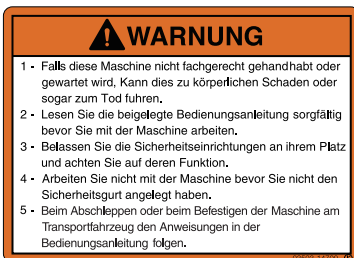 WARNUNG
1 - Falls diese Maschine nicht fachgerecht gehandhabt oder
gewartet wird, Kann dies zu körperlichen Schaden oder
sogar zum Tod fuhren.
2 - Lesen Sie die beigelegte Bedienungsanleitung sorgfältig
bevor Sie mit der Maschine arbeiten.
3 - Belassen Sie die Sicherheitseinrichtungen an ihrem Platz
und achten Sie auf deren Funktion.
4 - Arbeiten Sie nicht mit der Maschine bevor Sie nicht den
Sicherheitsgurt angelegt haben.
5 - Beim Abschleppen oder beim Befestigen der Maschine am
Transportfahrzeug den Anweisungen in der
Bedienungsanleitung folgen.